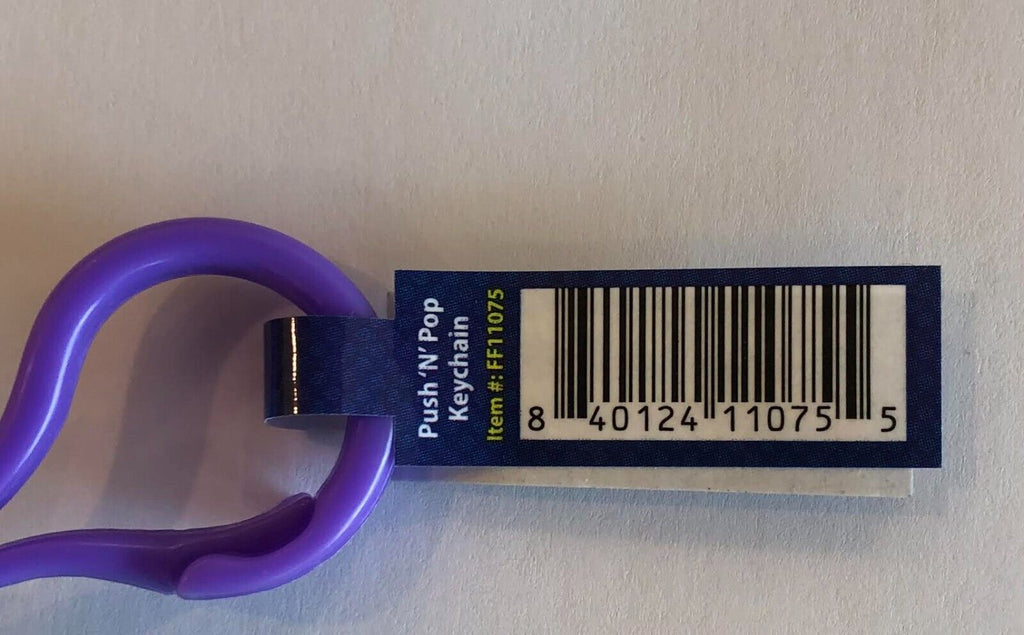 Push ‘N’ Pop
Keychain
Item #: FF11075
8 40124 11075 5